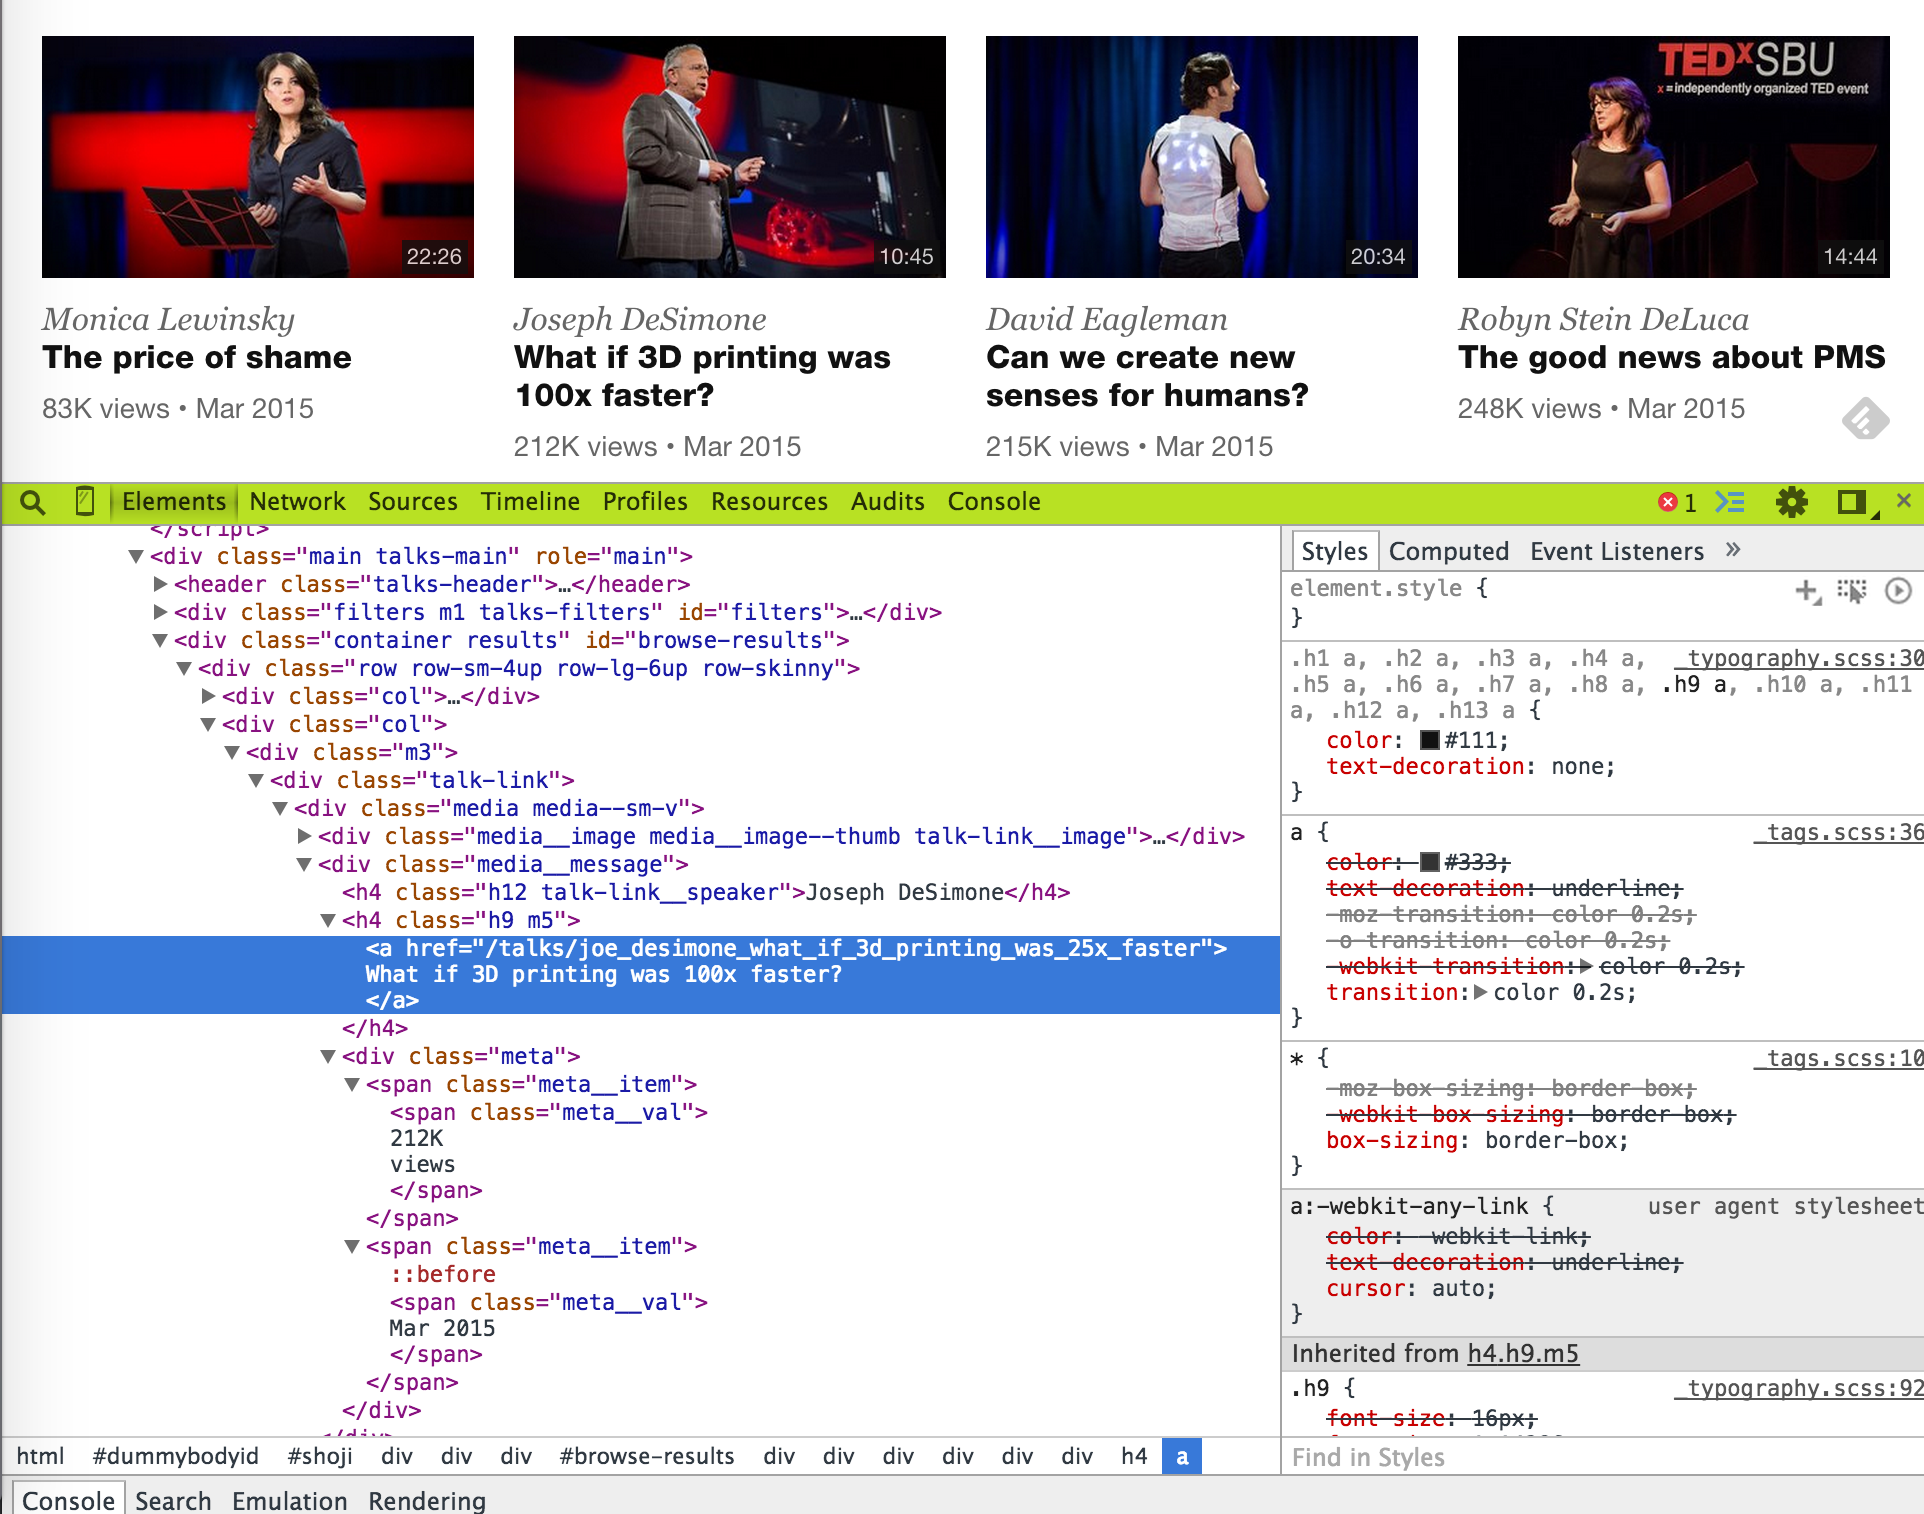 TEDxSBU
x = independently organized TED event
22:26
10:45
20:34
14:44
Monica Lewinsky
The price of shame
83K views • Mar 2015
Joseph DeSimone
What if 3D printing was
100x faster?
212K views • Mar 2015
David Eagleman
Can we create new
senses for humans?
215K views • Mar 2015
Robyn Stein DeLuca
The good news about PMS
248K views • Mar 2015
Elements Network Sources Timeline Profiles Resources Audits Console 1 ×
</script>
▼<div class="main talks-main" role="main">
▶<header class="talks-header">…</header>
▶<div class="filters m1 talks-filters" id="filters">…</div>
▼<div class="container results" id="browse-results">
▼<div class="row row-sm-4up row-lg-6up row-skinny">
▶<div class="col">…</div>
▼<div class="col">
▼<div class="m3">
▼<div class="talk-link">
▼<div class="media media--sm-v">
▶<div class="media__image media__image--thumb talk-link__image">…</div>
▼<div class="media__message">
<h4 class="h12 talk-link__speaker">Joseph DeSimone</h4>
▼<h4 class="h9 m5">
<a href="/talks/joe_desimone_what_if_3d_printing_was_25x_faster">
What if 3D printing was 100x faster?
</a>
</h4>
▼<div class="meta">
▼<span class="meta__item">
<span class="meta__val">
212K
views
</span>
</span>
▼<span class="meta__item">
::before
<span class="meta__val">
Mar 2015
</span>
</span>
</div>
</div>
html #dummybodyid #shoji div div div #browse-results div div div div div div h4 a
Styles Computed Event Listeners »
element.style {
}
.h1 a, .h2 a, .h3 a, .h4 a, _typography.scss:30
.h5 a, .h6 a, .h7 a, .h8 a, .h9 a, .h10 a, .h11
a, .h12 a, .h13 a {
color: #111;
text-decoration: none;
}
a { _tags.scss:36
color: #333;
text-decoration: underline;
-moz-transition: color 0.2s;
-o-transition: color 0.2s;
-webkit-transition:▶color 0.2s;
transition:▶color 0.2s;
}
* { _tags.scss:10
-moz-box-sizing: border-box;
-webkit-box-sizing: border-box;
box-sizing: border-box;
}
a:-webkit-any-link { user agent stylesheet
color: -webkit-link;
text-decoration: underline;
cursor: auto;
}
Inherited from h4.h9.m5
.h9 { _typography.scss:92
font-size: 16px;
Find in Styles
Console Search Emulation Rendering